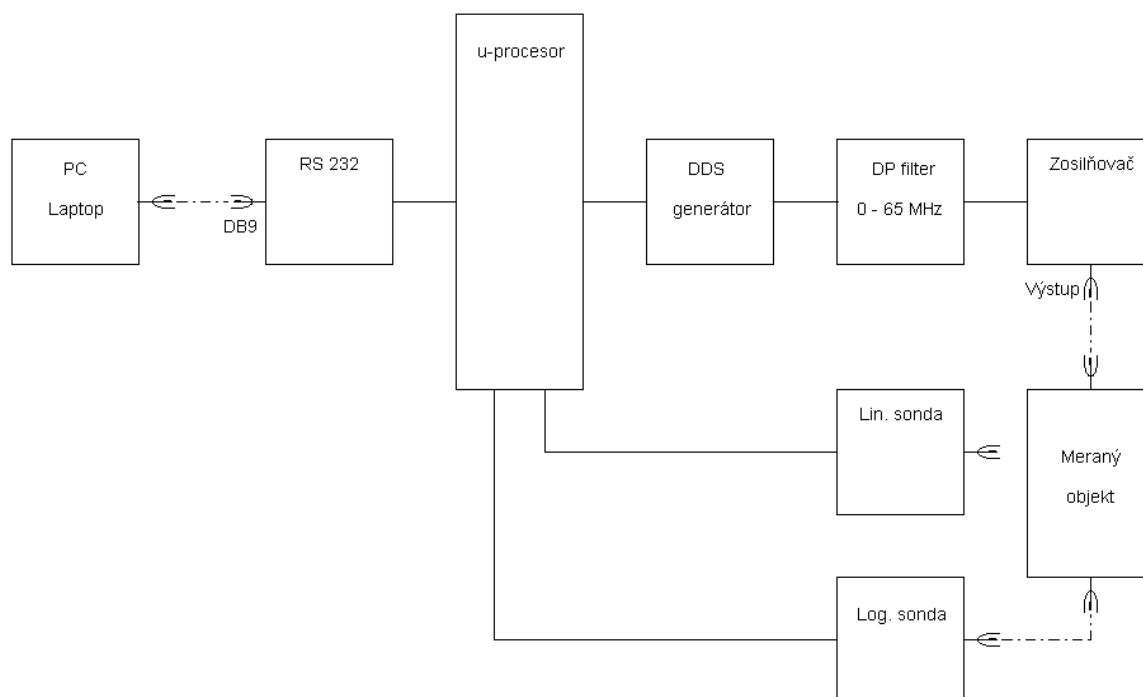 u-procesor
PC
Laptop
DB9
RS 232
DDS
generátor
DP filter
0 - 65 MHz
Zosilňovač
Výstup
Lin. sonda
Meraný
objekt
Log. sonda